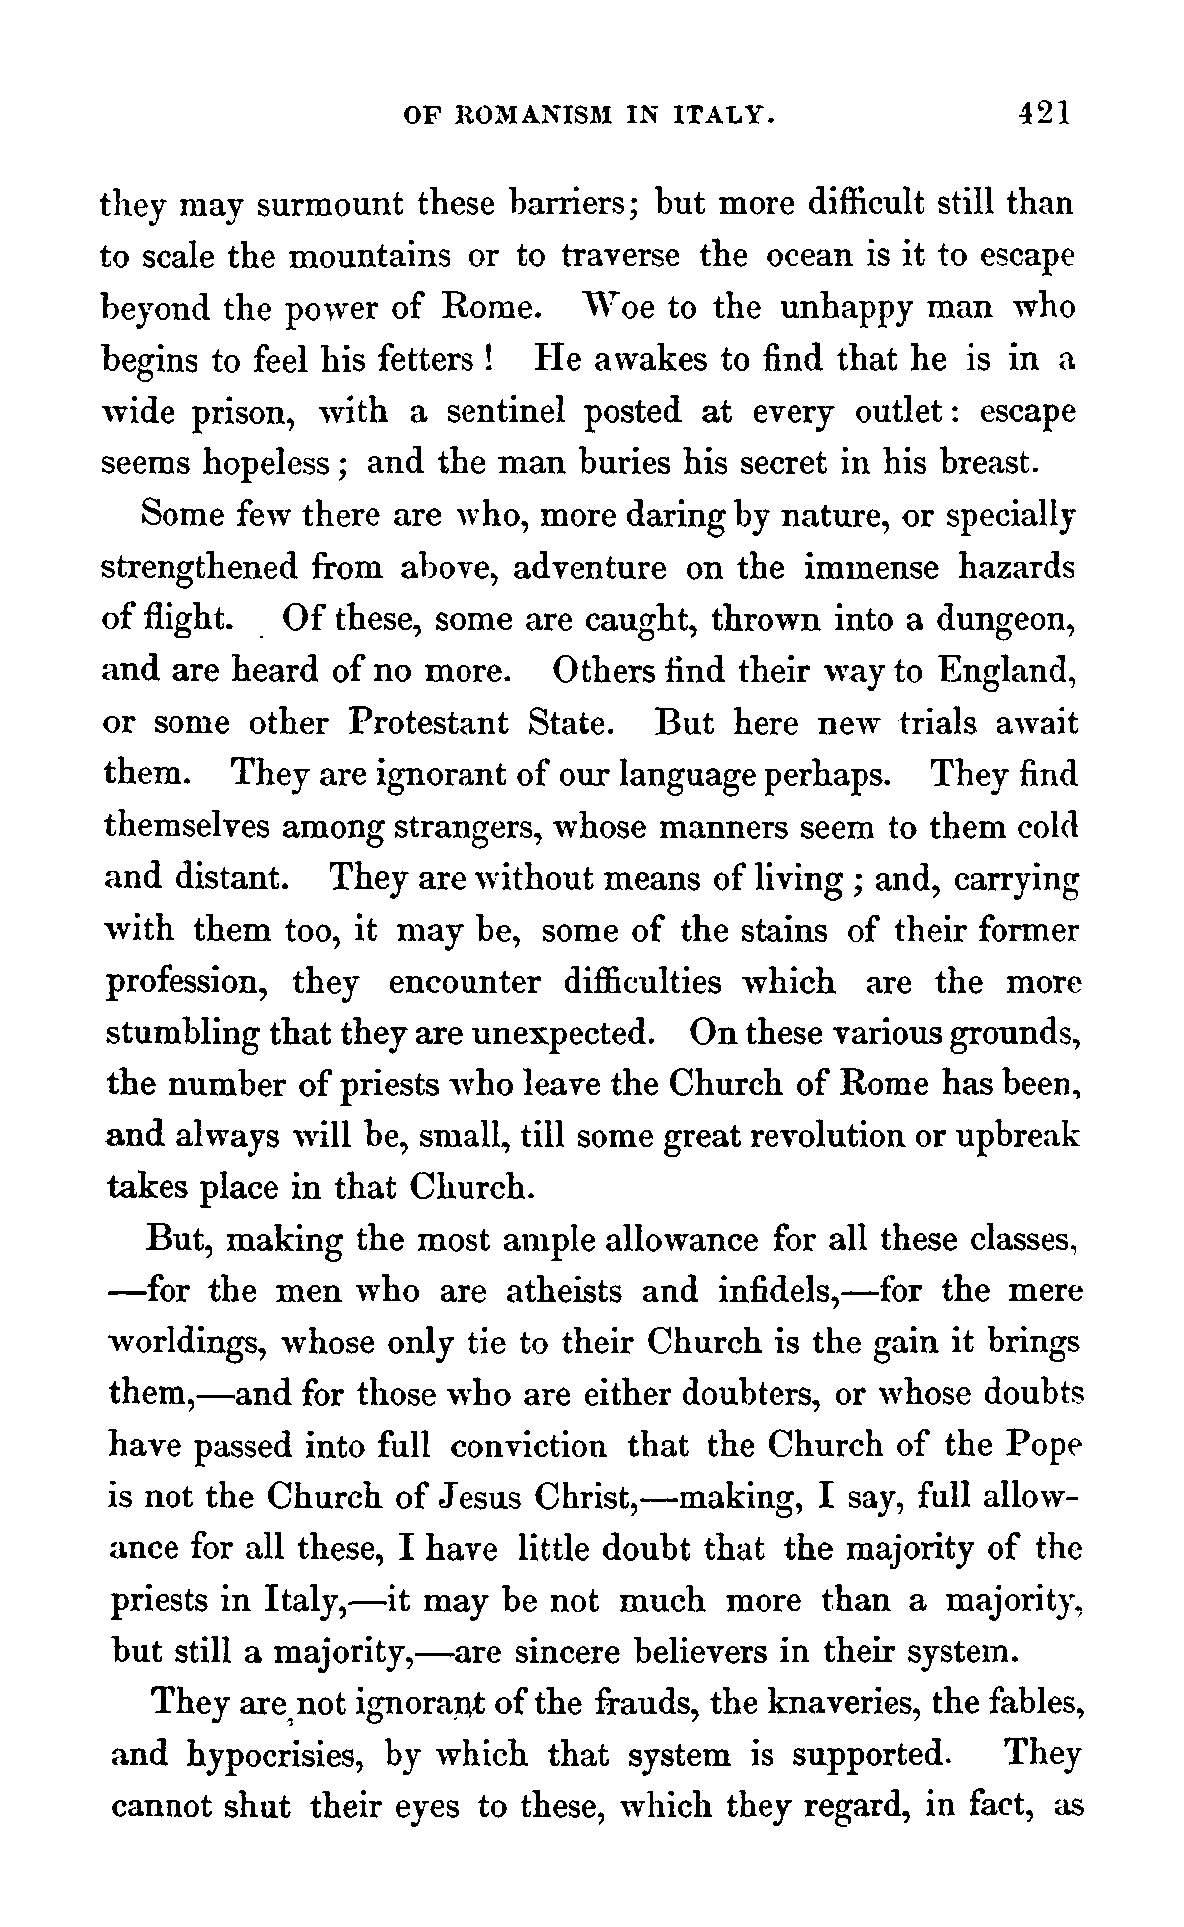 OF ROMANISM IN ITALY. 421
they may surmount these barriers; but more difficult still than
to scale the mountains or to traverse the ocean is it to escape
beyond the power of Rome. Woe to the unhappy man who
begins to feel his fetters ! He awakes to find that he is in a
wide prison, with a sentinel posted at every outlet : escape
seems hopeless ; and the man buries his secret in his breast.
Some few there are who, more daring by nature, or specially
strengthened from above, adventure on the immense hazards
of flight. Of these, some are caught, thrown into a dungeon,
and are heard of no more. Others find their way to England,
or some other Protestant State. But here new trials await
them. They are ignorant of our language perhaps. They find
themselves among strangers, whose manners seem to them cold
and distant. They are without means of living ; and, carrying
with them too, it may be, some of the stains of their former
profession, they encounter difficulties which are the more
stumbling that they are unexpected. On these various grounds,
the number of priests who leave the Church of Rome has been,
and always will be, small, till some great revolution or upbreak
takes place in that Church.
But, making the most ample allowance for all these classes,
—for the men who are atheists and infidels,—for the mere
worldings, whose only tie to their Church is the gain it brings
them,—and for those who are either doubters, or whose doubts
have passed into full conviction that the Church of the Pope
is not the Church of Jesus Christ,—making, I say, full allow-
ance for all these, I have little doubt that the majority of the
priests in Italy,—it may be not much more than a majority,
but still a majority,—are sincere believers in their system.
They are not ignorant of the frauds, the knaveries, the fables,
and hypocrisies, by which that system is supported. They
cannot shut their eyes to these, which they regard, in fact, as